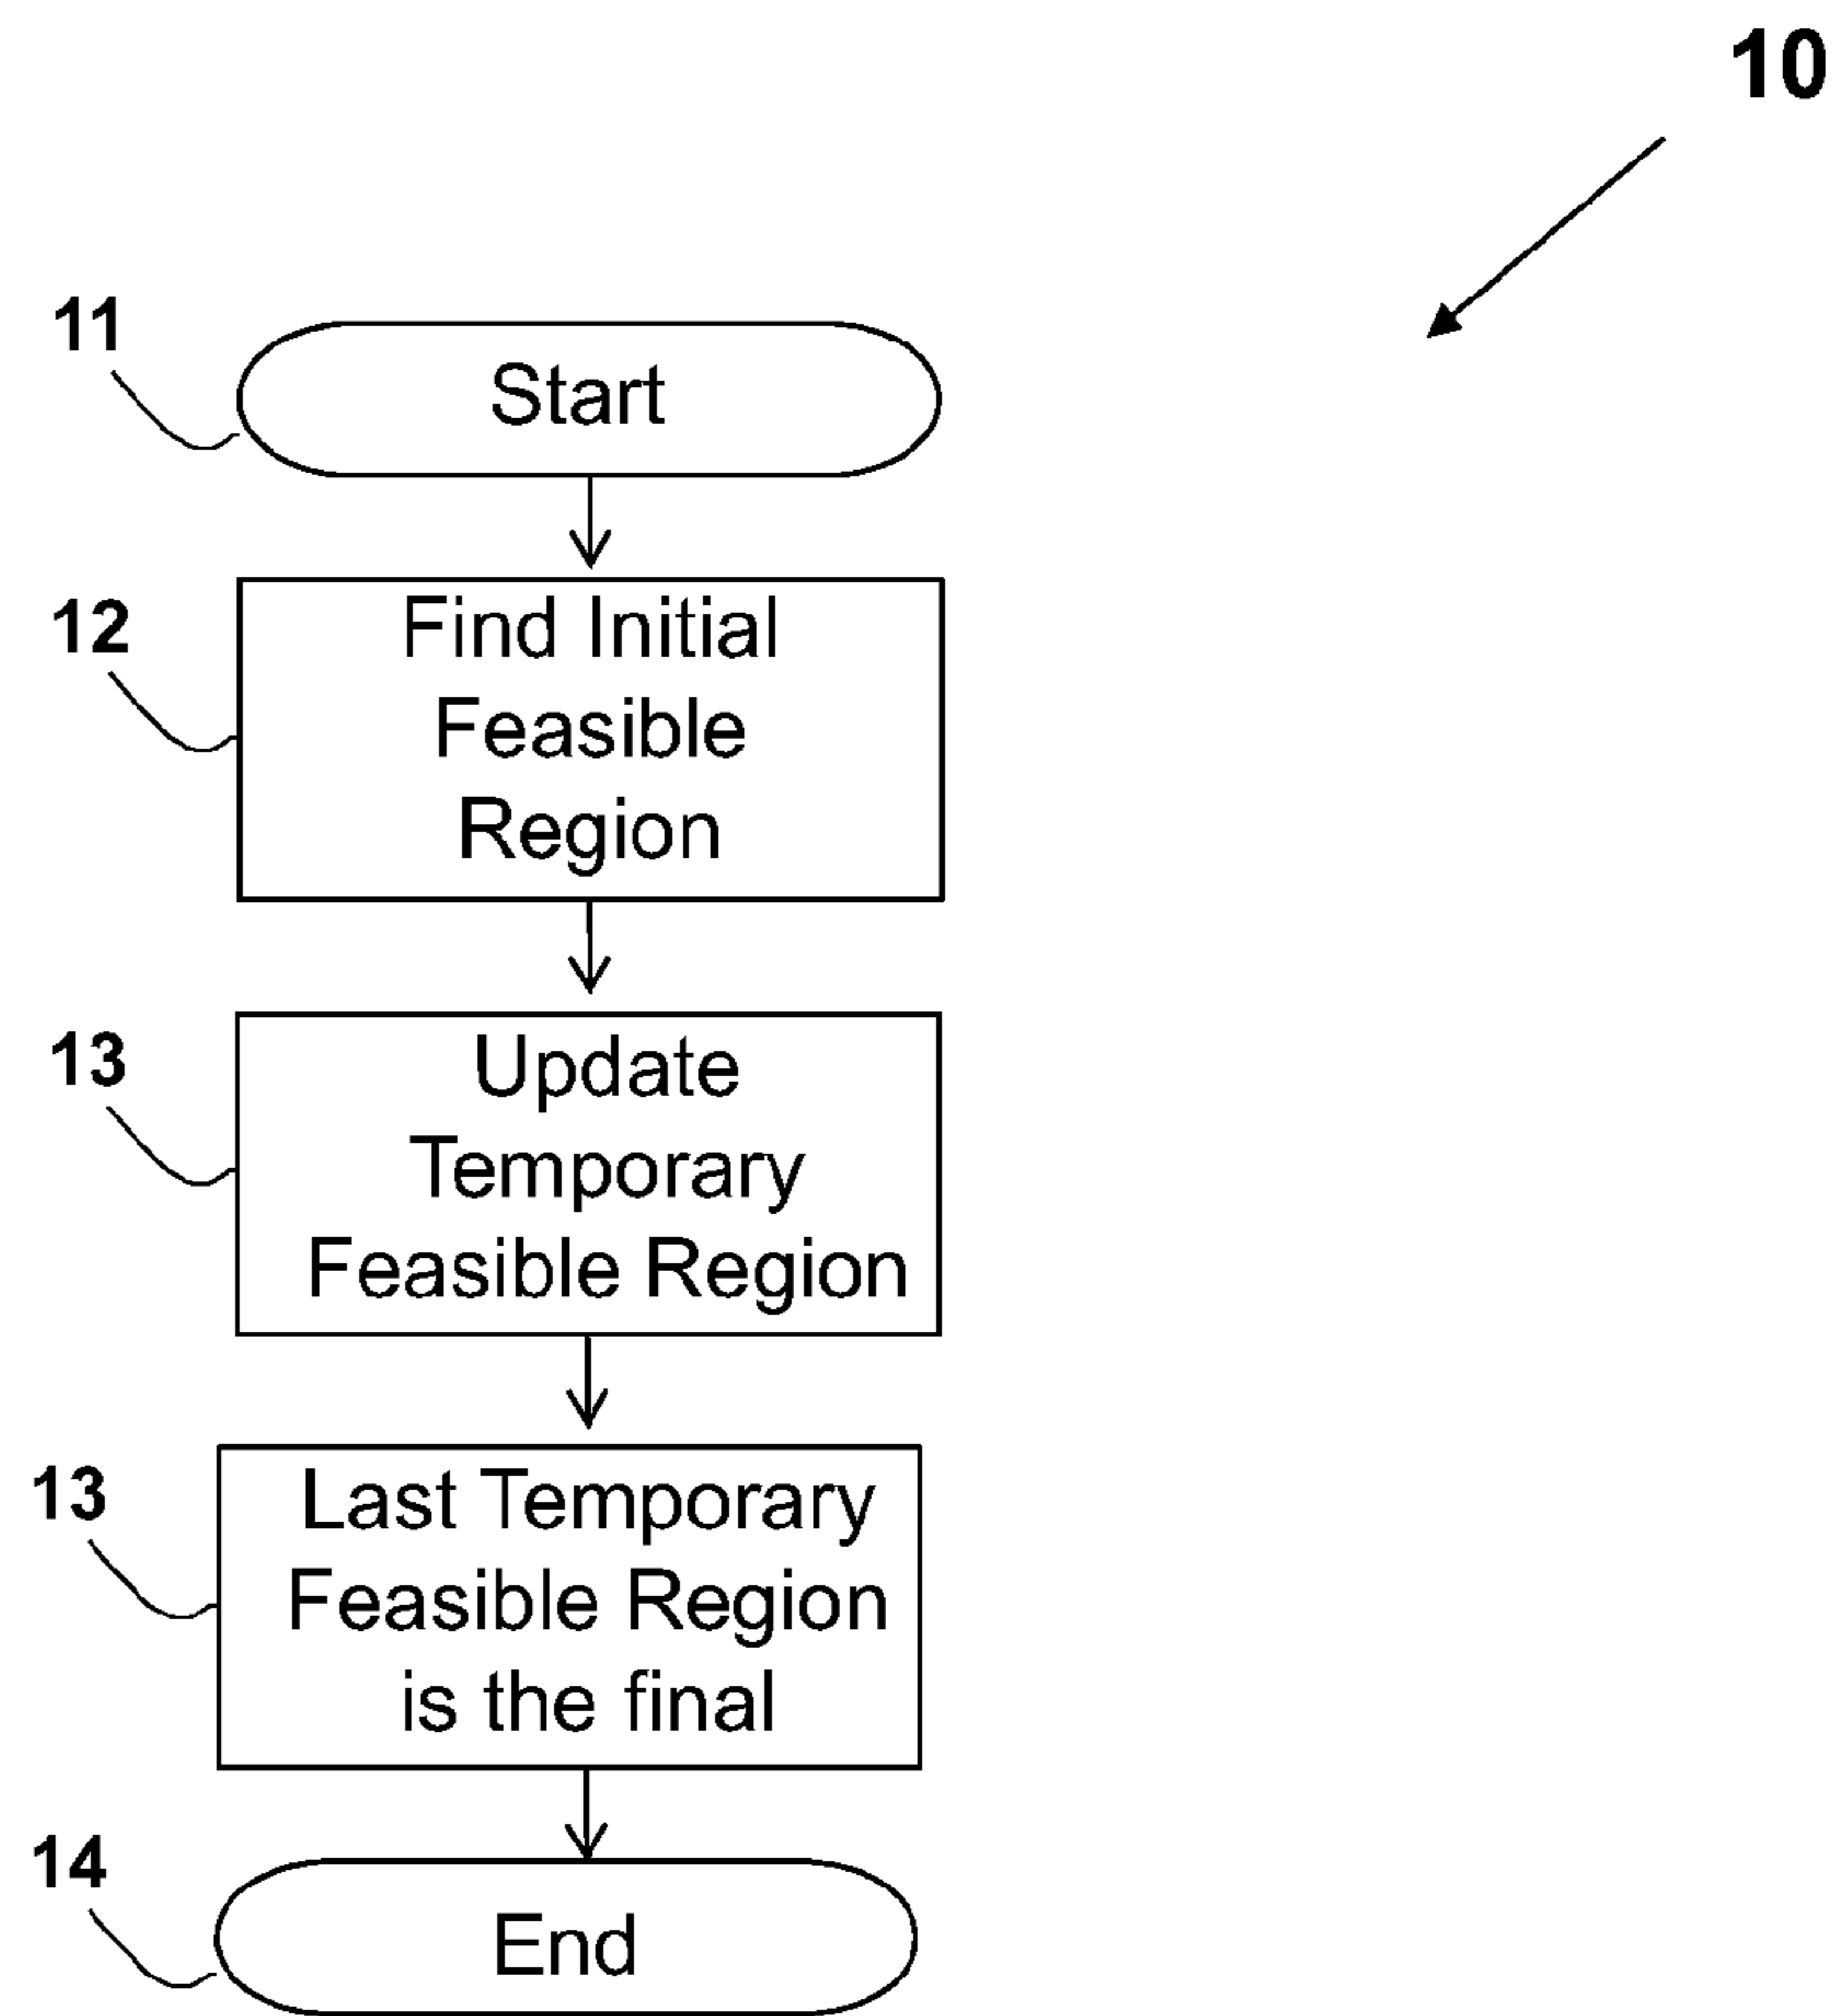 10
11
Start
12
Find Initial
Feasible
Region
13
Update
Temporary
Feasible Region
13
Last Temporary
Feasible Region
is the final
14
End